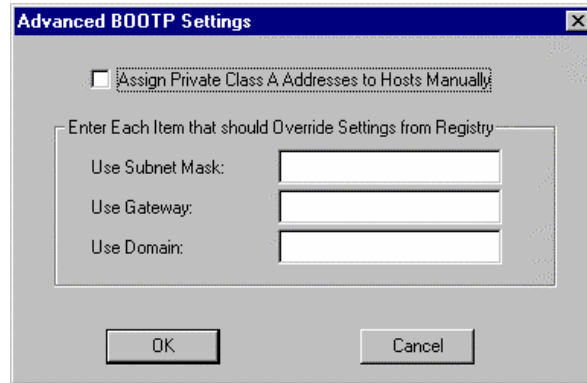 Advanced BOOTP Settings
Assign Private Class A Addresses to Hosts Manually
Enter Each Item that should Override Settings from Registry
Use Subnet Mask:
Use Gateway:
Use Domain:
OK Cancel